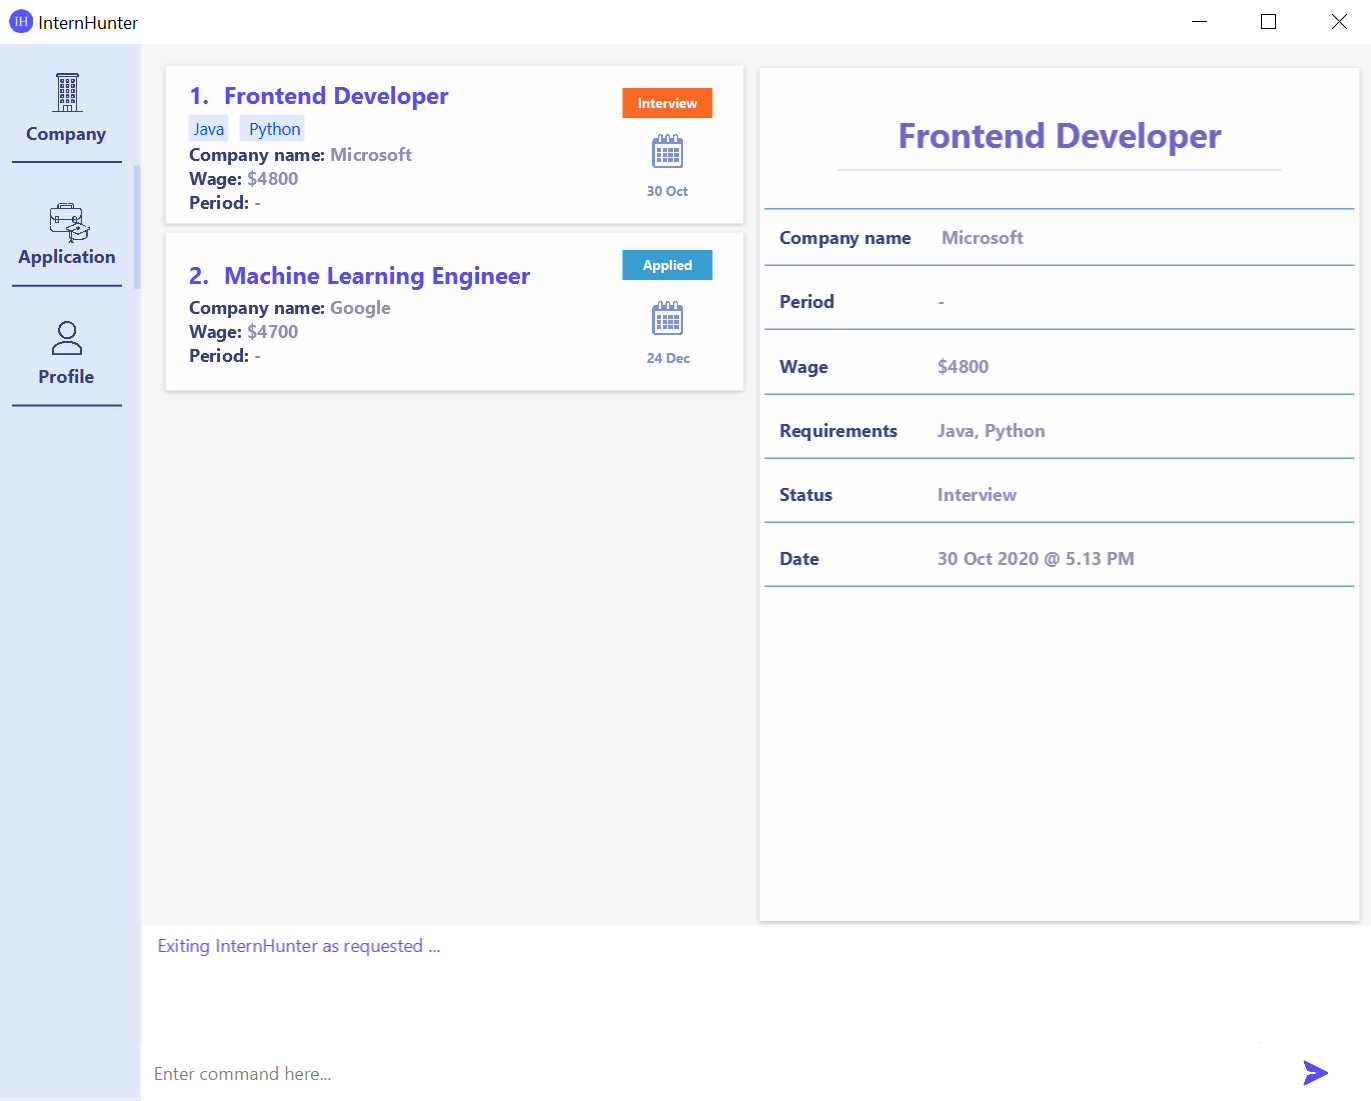 IH InternHunter
Company
Application
Profile
1. Frontend Developer
Java Python
Company name: Microsoft
Wage: $4800
Period: -
Interview
30 Oct
2. Machine Learning Engineer
Company name: Google
Wage: $4700
Period: -
Applied
24 Dec
Frontend Developer
Company name Microsoft
Period -
Wage $4800
Requirements Java, Python
Status Interview
Date 30 Oct 2020 @ 5.13 PM
Exiting InternHunter as requested ...
Enter command here...